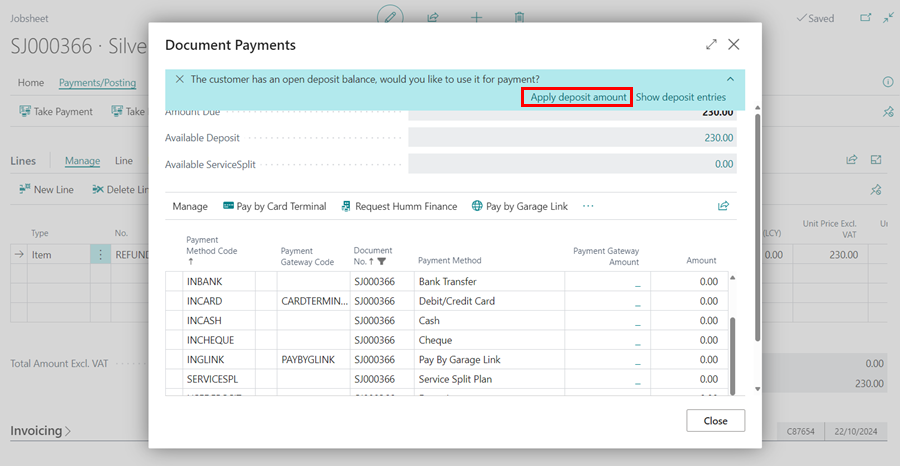 Jobsheet
Saved
SJ000366 · Silve
Home Payments/Posting
Take Payment Take
Lines Manage Line
New Line Delete Lin
Type No. (LCY) Unit Price Excl. VAT
Item REFUND 0.00 230.00
Total Amount Excl. VAT 0.00
230.00
Invoicing C87654 22/10/2024
Document Payments
The customer has an open deposit balance, would you like to use it for payment?
Apply deposit amount Show deposit entries
Amount Due 230.00
Available Deposit 230.00
Available ServiceSplit 0.00
Manage Pay by Card Terminal Request Humm Finance Pay by Garage Link ...
Payment Method Code ↑ Payment Gateway Code Document No. ↑ Payment Method Payment Gateway Amount Amount
INBANK SJ000366 Bank Transfer _ 0.00
INCARD CARDTERMIN... SJ000366 Debit/Credit Card _ 0.00
INCASH SJ000366 Cash _ 0.00
INCHEQUE SJ000366 Cheque _ 0.00
INGLINK PAYBYGLINK SJ000366 Pay By Garage Link _ 0.00
SERVICESPL SJ000366 Service Split Plan _ 0.00
Close